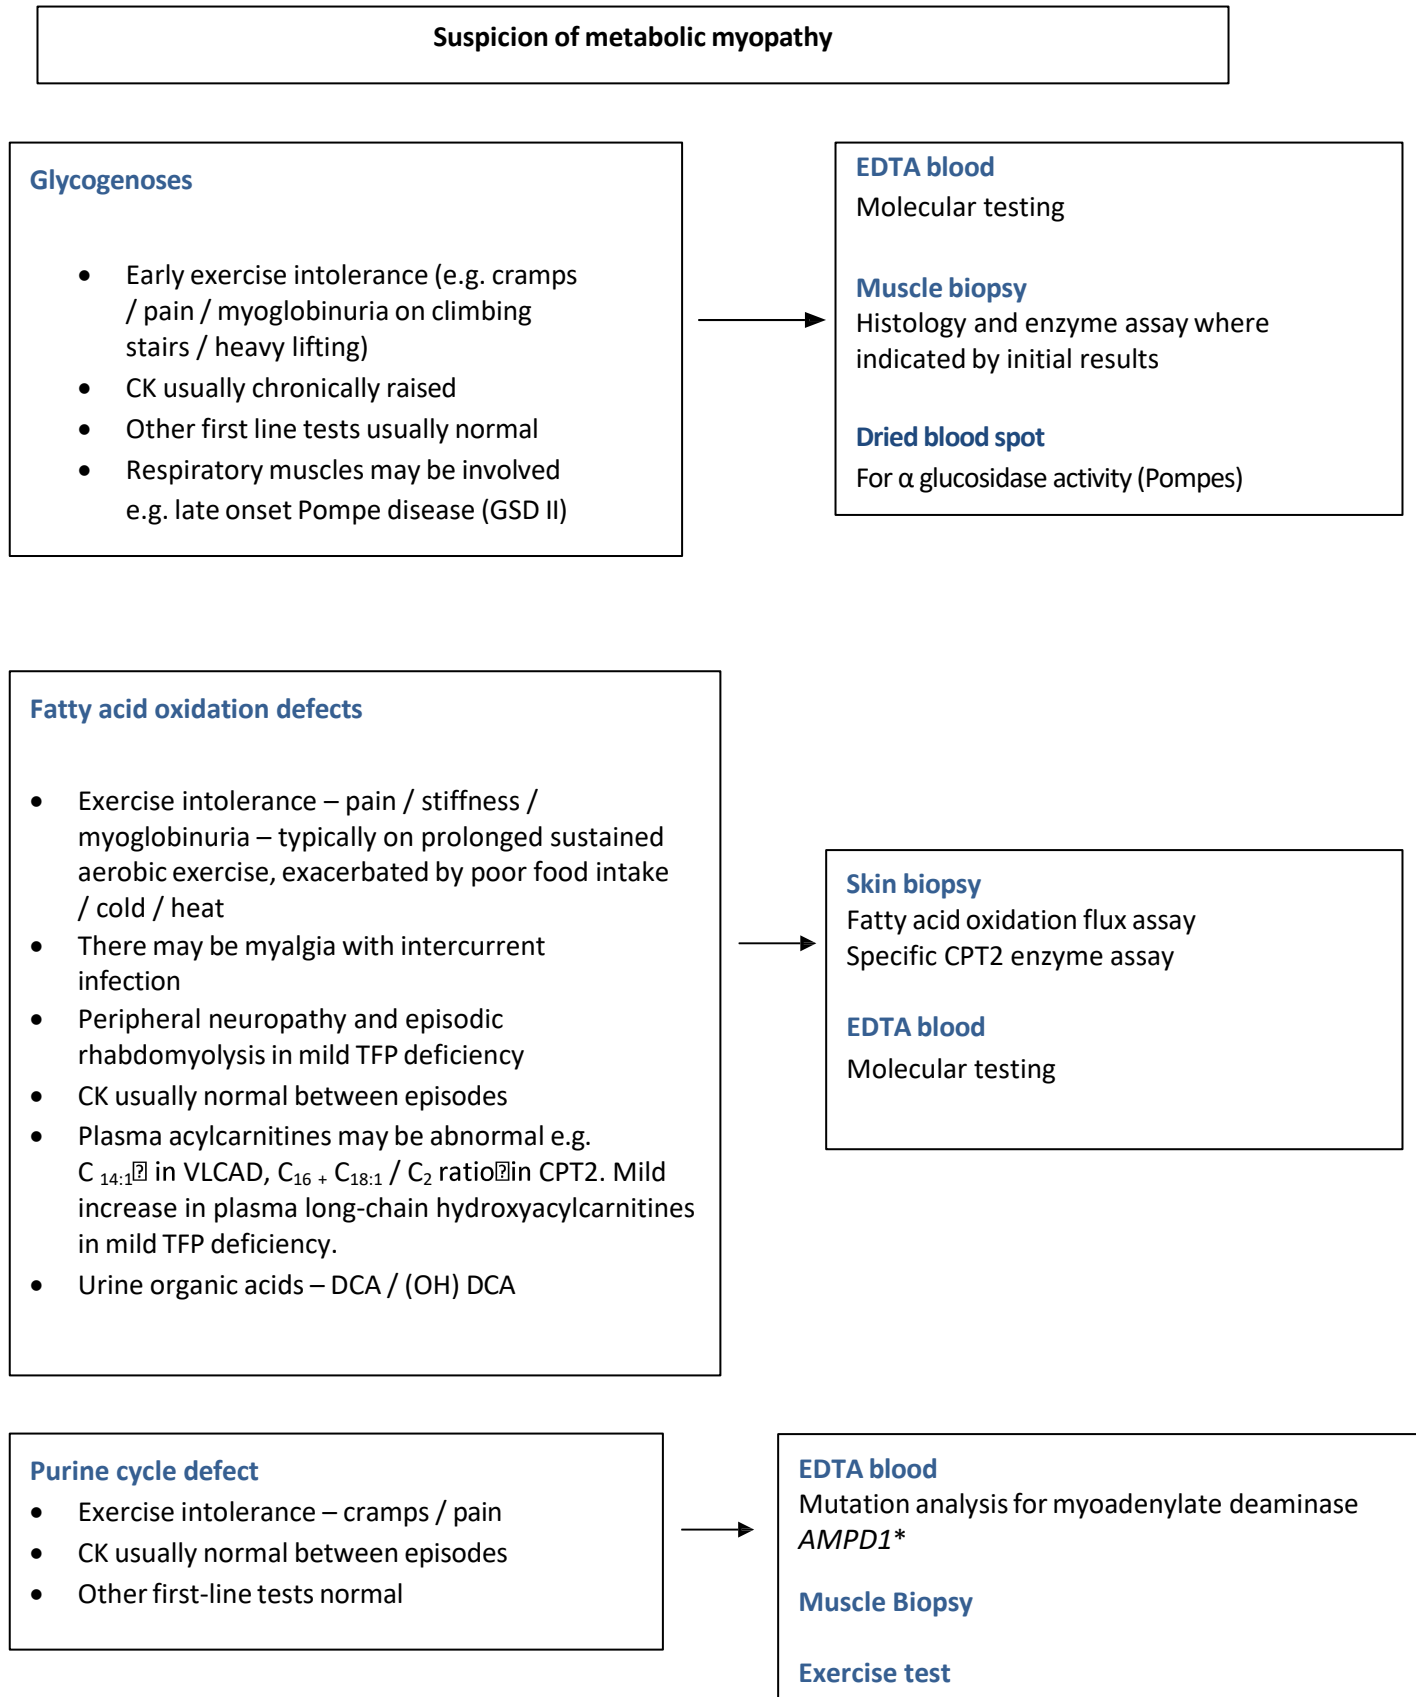 Suspicion of metabolic myopathy
Glycogenoses
• Early exercise intolerance (e.g. cramps
/ pain / myoglobinuria on climbing
stairs / heavy lifting)
• CK usually chronically raised
• Other first line tests usually normal
• Respiratory muscles may be involved
e.g. late onset Pompe disease (GSD II)
EDTA blood
Molecular testing
Muscle biopsy
Histology and enzyme assay where
indicated by initial results
Dried blood spot
For α glucosidase activity (Pompes)
Fatty acid oxidation defects
• Exercise intolerance – pain / stiffness /
myoglobinuria – typically on prolonged sustained
aerobic exercise, exacerbated by poor food intake
/ cold / heat
• There may be myalgia with intercurrent
infection
• Peripheral neuropathy and episodic
rhabdomyolysis in mild TFP deficiency
• CK usually normal between episodes
• Plasma acylcarnitines may be abnormal e.g.
C 14:1⍰ in VLCAD, C16 + C18:1 / C2 ratio⍰in CPT2. Mild
increase in plasma long-chain hydroxyacylcarnitines
in mild TFP deficiency.
• Urine organic acids – DCA / (OH) DCA
Skin biopsy
Fatty acid oxidation flux assay
Specific CPT2 enzyme assay
EDTA blood
Molecular testing
Purine cycle defect
• Exercise intolerance – cramps / pain
• CK usually normal between episodes
• Other first-line tests normal
EDTA blood
Mutation analysis for myoadenylate deaminase
AMPD1*
Muscle Biopsy
Exercise test